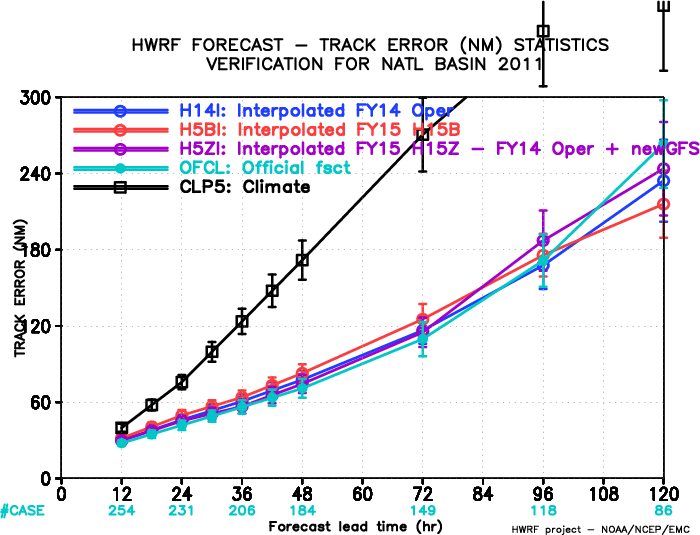 HWRF FORECAST – TRACK ERROR (NM) STATISTICS
VERIFICATION FOR NATL BASIN 2011
H14I: Interpolated FY14 Oper
H5BI: Interpolated FY15 H15B
H5ZI: Interpolated FY15 H15Z – FY14 Oper + newGFS
OFCL: Official fsct
CLP5: Climate
TRACK ERROR (NM)
300
240
180
120
60
0
0 12 24 36 48 60 72 84 96 108 120
#CASE 254 231 206 184 149 118 86
Forecast lead time (hr)
HWRF project – NOAA/NCEP/EMC